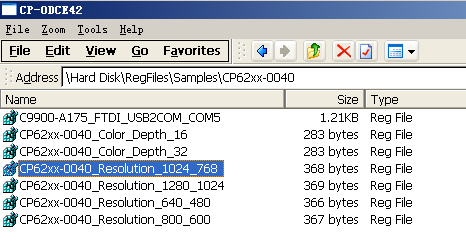 CP-ODCE42
File Zoom Tools Help
File Edit View Go Favorites
Address \Hard Disk\RegFiles\Samples\CP62xx-0040
Name Size Type
C9900-A175_FTDI_USB2COM_COM5 1.21KB Reg File
CP62xx-0040_Color_Depth_16 283 bytes Reg File
CP62xx-0040_Color_Depth_32 283 bytes Reg File
CP62xx-0040_Resolution_1024_768 368 bytes Reg File
CP62xx-0040_Resolution_1280_1024 369 bytes Reg File
CP62xx-0040_Resolution_640_480 366 bytes Reg File
CP62xx-0040_Resolution_800_600 367 bytes Reg File